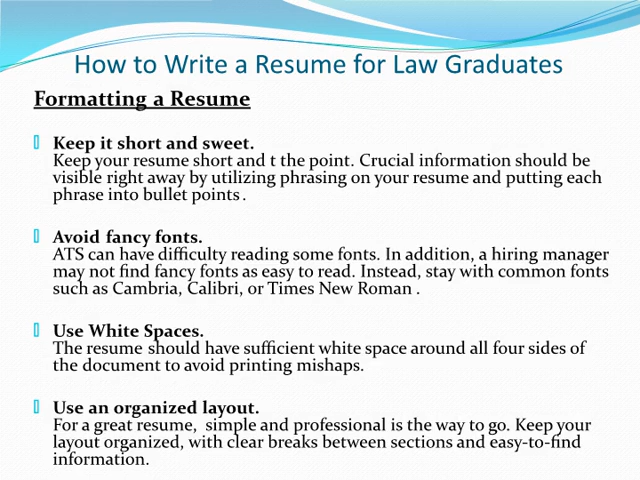 How to Write a Resume for Law Graduates
Formatting a Resume
Keep it short and sweet.
Keep your resume short and t the point. Crucial information should be
visible right away by utilizing phrasing on your resume and putting each
phrase into bullet points .
Avoid fancy fonts.
ATS can have difficulty reading some fonts. In addition, a hiring manager
may not find fancy fonts as easy to read. Instead, stay with common fonts
such as Cambria, Calibri, or Times New Roman .
Use White Spaces.
The resume should have sufficient white space around all four sides of
the document to avoid printing mishaps.
Use an organized layout.
For a great resume,  simple and professional is the way to go. Keep your
layout organized, with clear breaks between sections and easy-to-find
information.